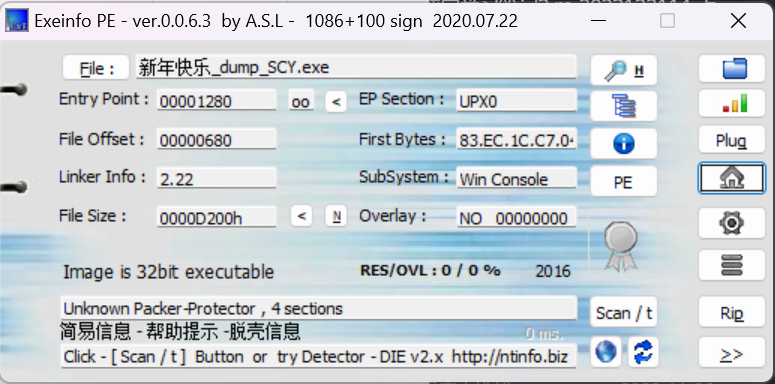 Exeinfo PE - ver.0.0.6.3 by A.S.L - 1086+100 sign 2020.07.22
File : 新年快乐_dump_SCY.exe H
Entry Point : 00001280 oo < EP Section : UPX0
File Offset : 00000680 First Bytes : 83.EC.1C.C7.0 Plug
Linker Info : 2.22 SubSystem : Win Console PE
File Size : 0000D200h < N Overlay : NO 00000000
Image is 32bit executable RES/OVL : 0 / 0 % 2016
Unknown Packer-Protector , 4 sections Scan / t Rip
简易信息 - 帮助提示 -脱壳信息 0 ms.
Click - [ Scan / t ] Button or try Detector - DIE v2.x http://ntinfo.biz >>